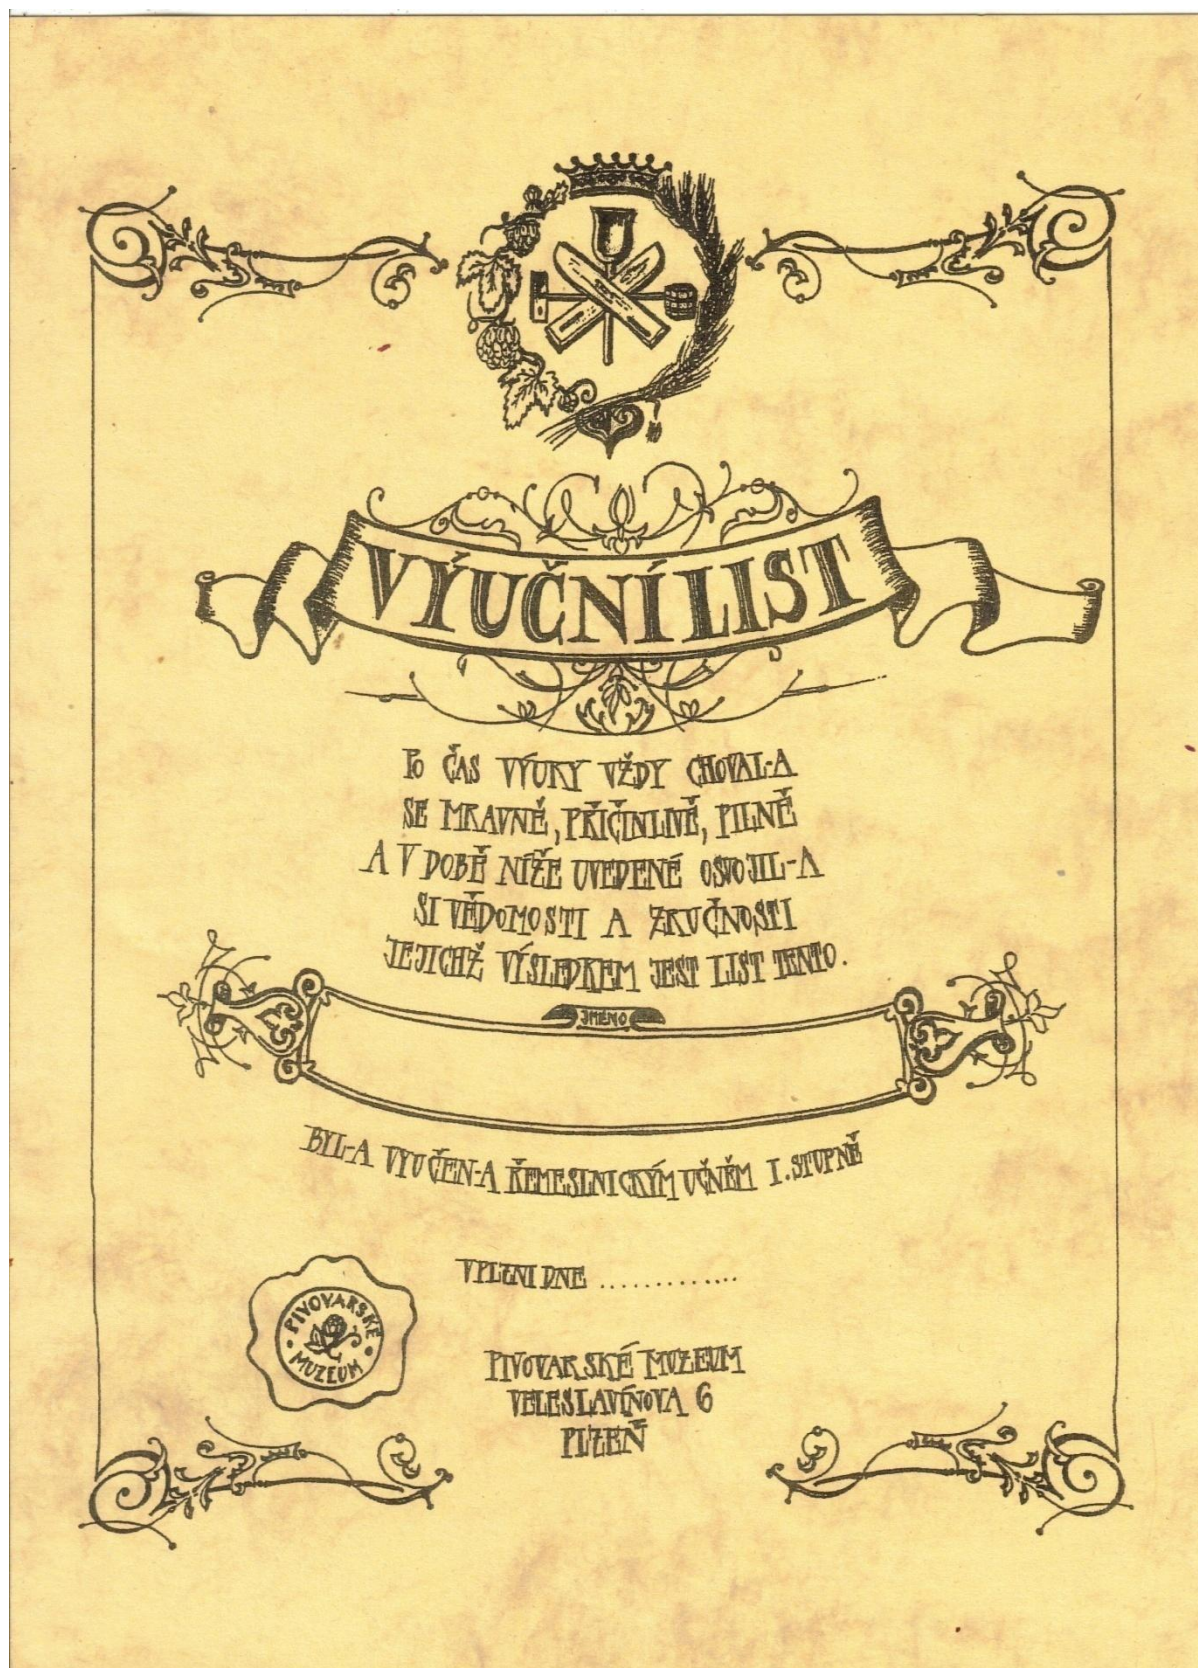 VÝUČNÍ LIST
PO ČAS VÝUKY VŽDY CHOVAL-A
SE MRAVNĚ, PŘIČINLIVĚ, PILNĚ
A V DOBĚ NÍŽE UVEDENÉ OSVOJIL-A
SI VĚDOMOSTI A ZRUČNOSTI
JEJICHŽ VÝSLEDKEM JEST LIST TENTO.
JMÉNO
BYL-A VYUČEN-A ŘEMESLNICKÝM UČNĚM I. STUPNĚ
V PLZNI DNE .............
PIVOVARSKÉ MUZEUM
PIVOVARSKÉ MUZEUM
VELESLAVÍNOVA 6
PLZEŇ